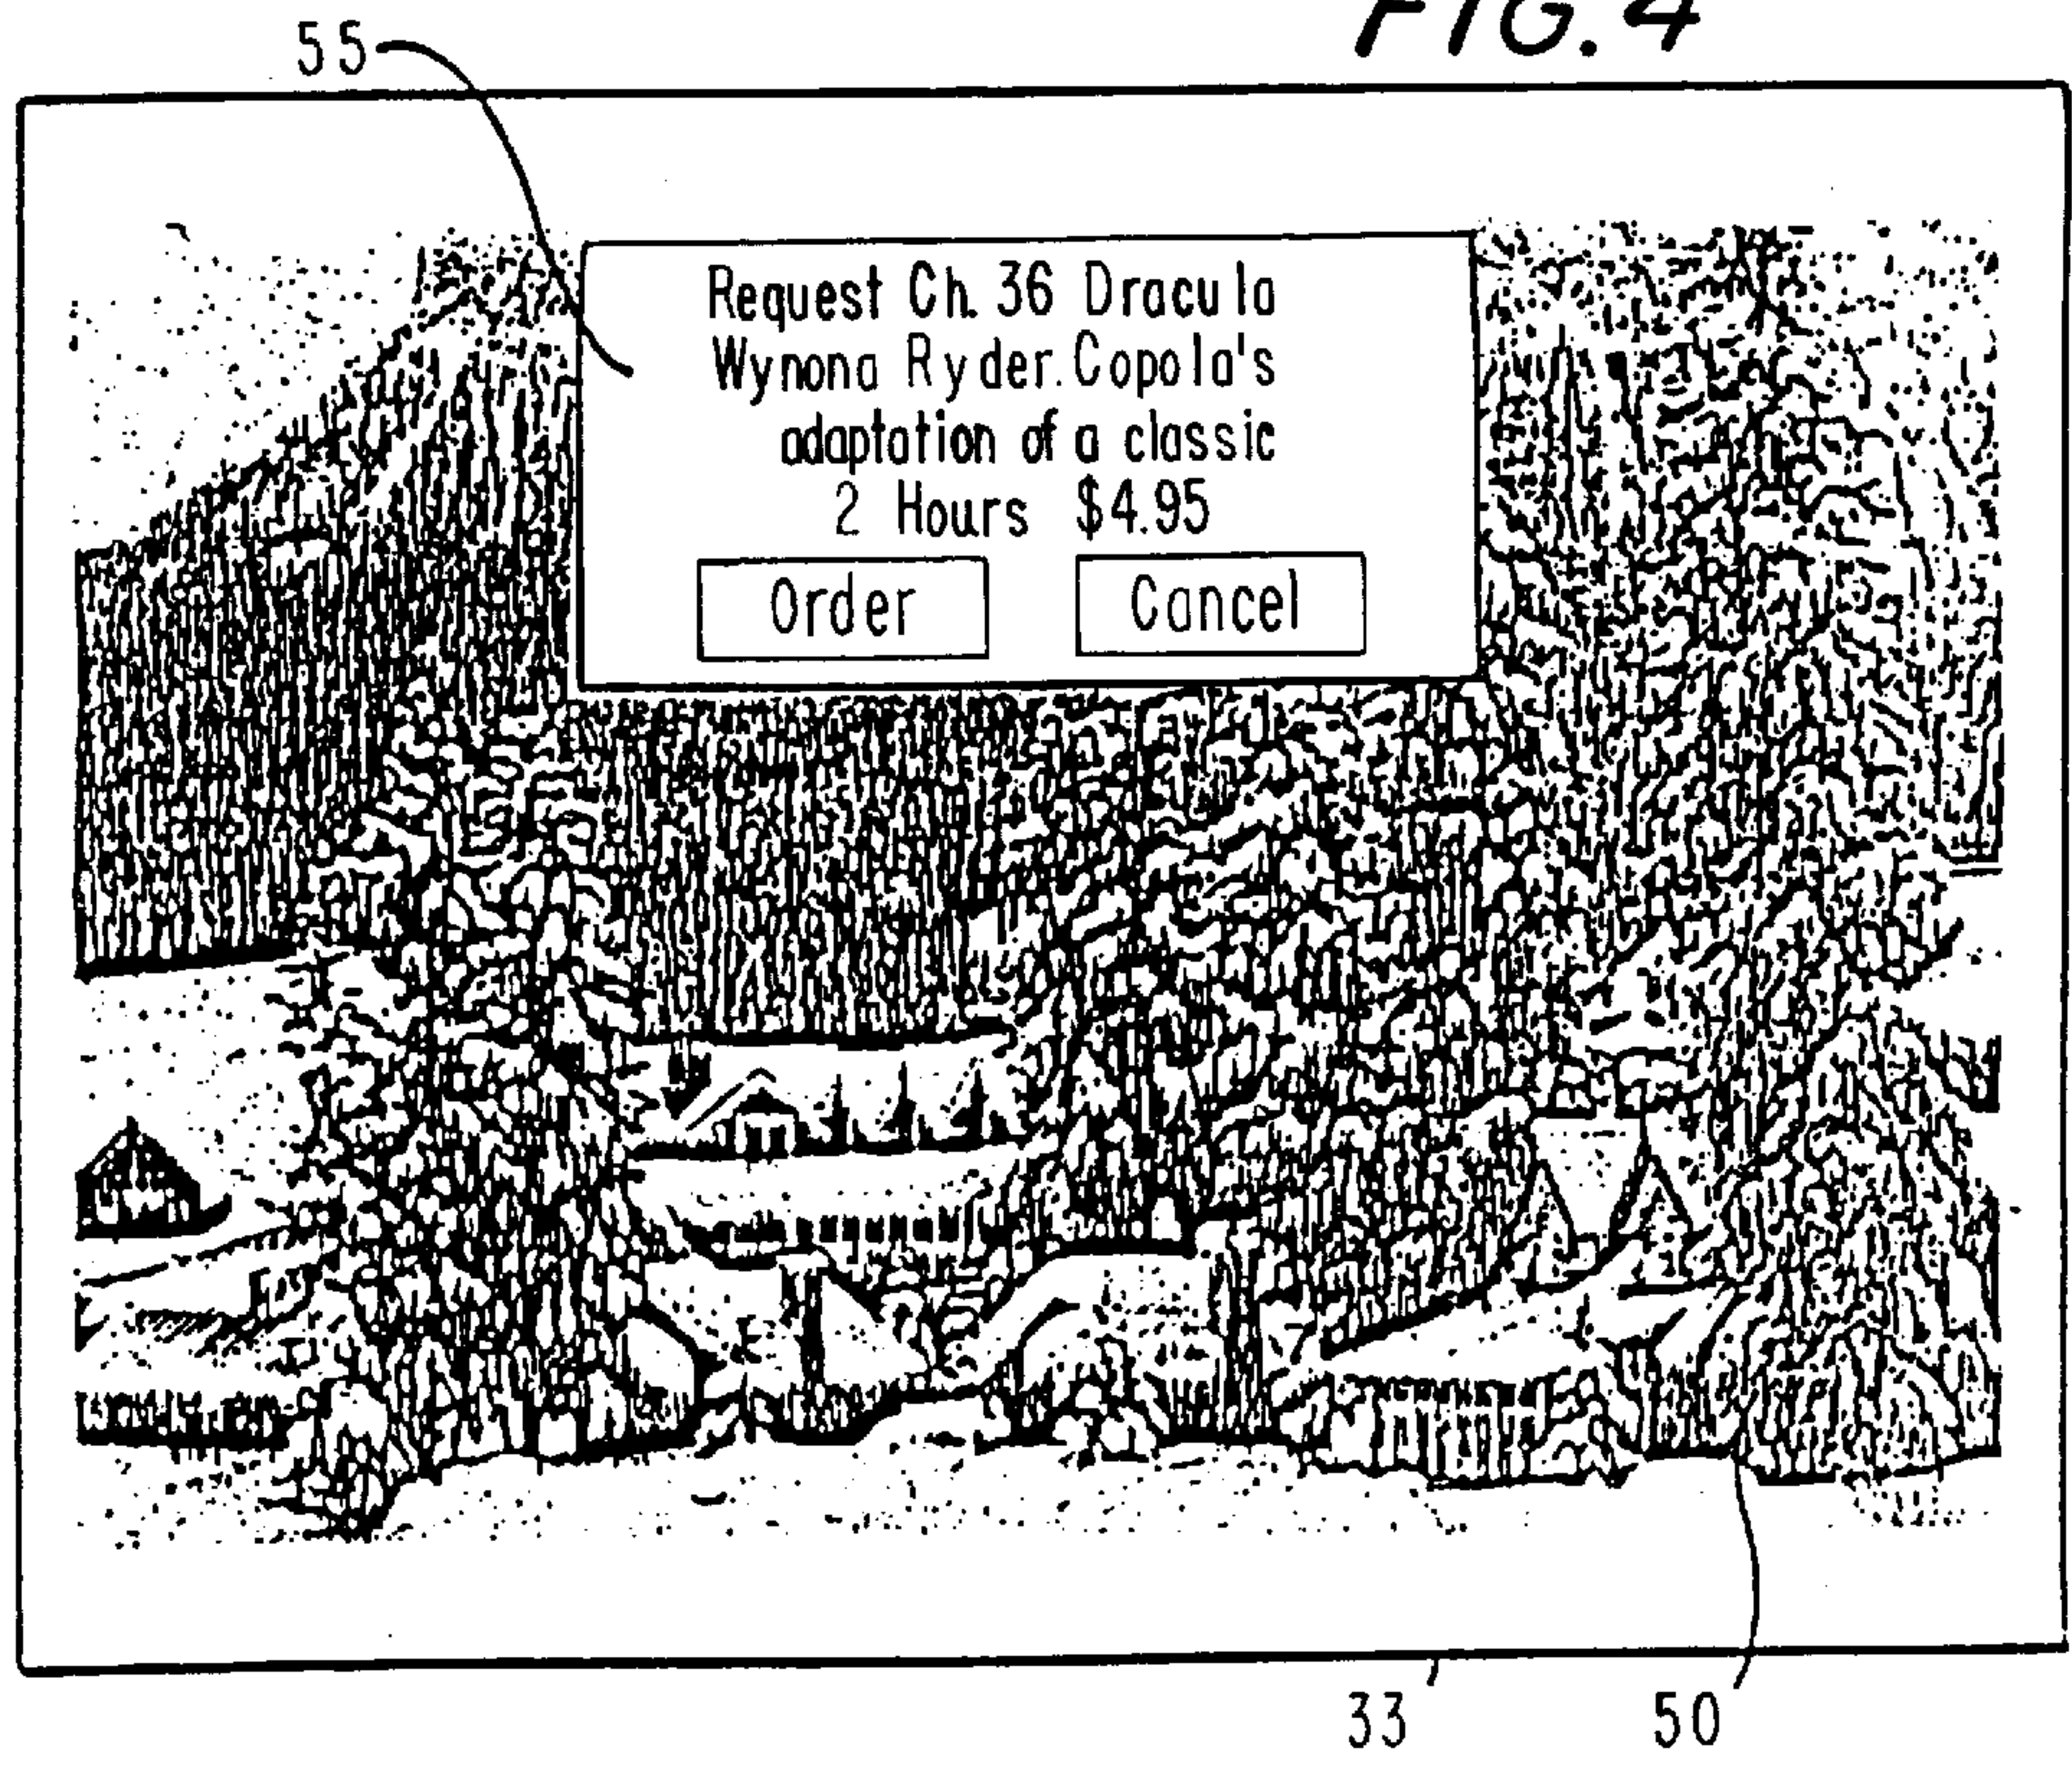 FIG. 4
55
Request Ch. 36 Dracula
Wynona Ryder. Copola's
adaptation of a classic
2 Hours $4.95
Order Cancel
33 50